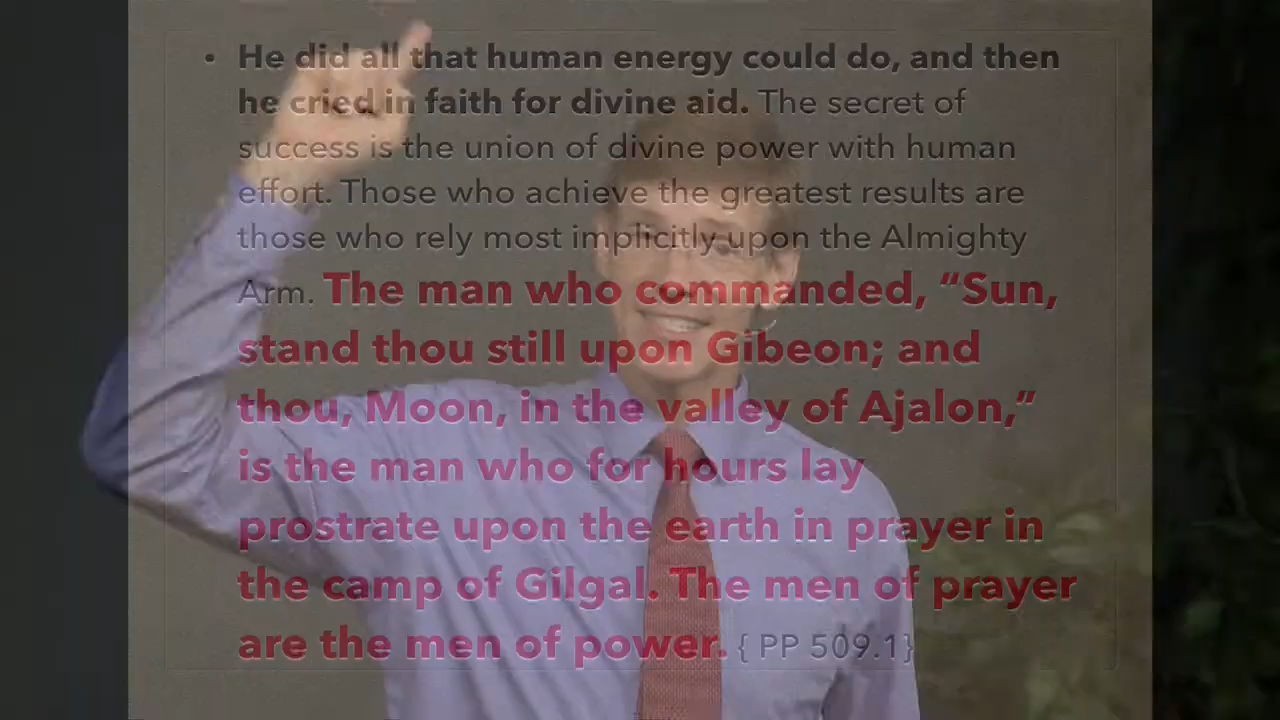 • He did all that human energy could do, and then
he cried in faith for divine aid. The secret of
success is the union of divine power with human
effort. Those who achieve the greatest results are
those who rely most implicitly upon the Almighty
Arm. The man who commanded, “Sun,
stand thou still upon Gibeon; and
thou, Moon, in the valley of Ajalon,”
is the man who for hours lay
prostrate upon the earth in prayer in
the camp of Gilgal. The men of prayer
are the men of power. { PP 509.1}